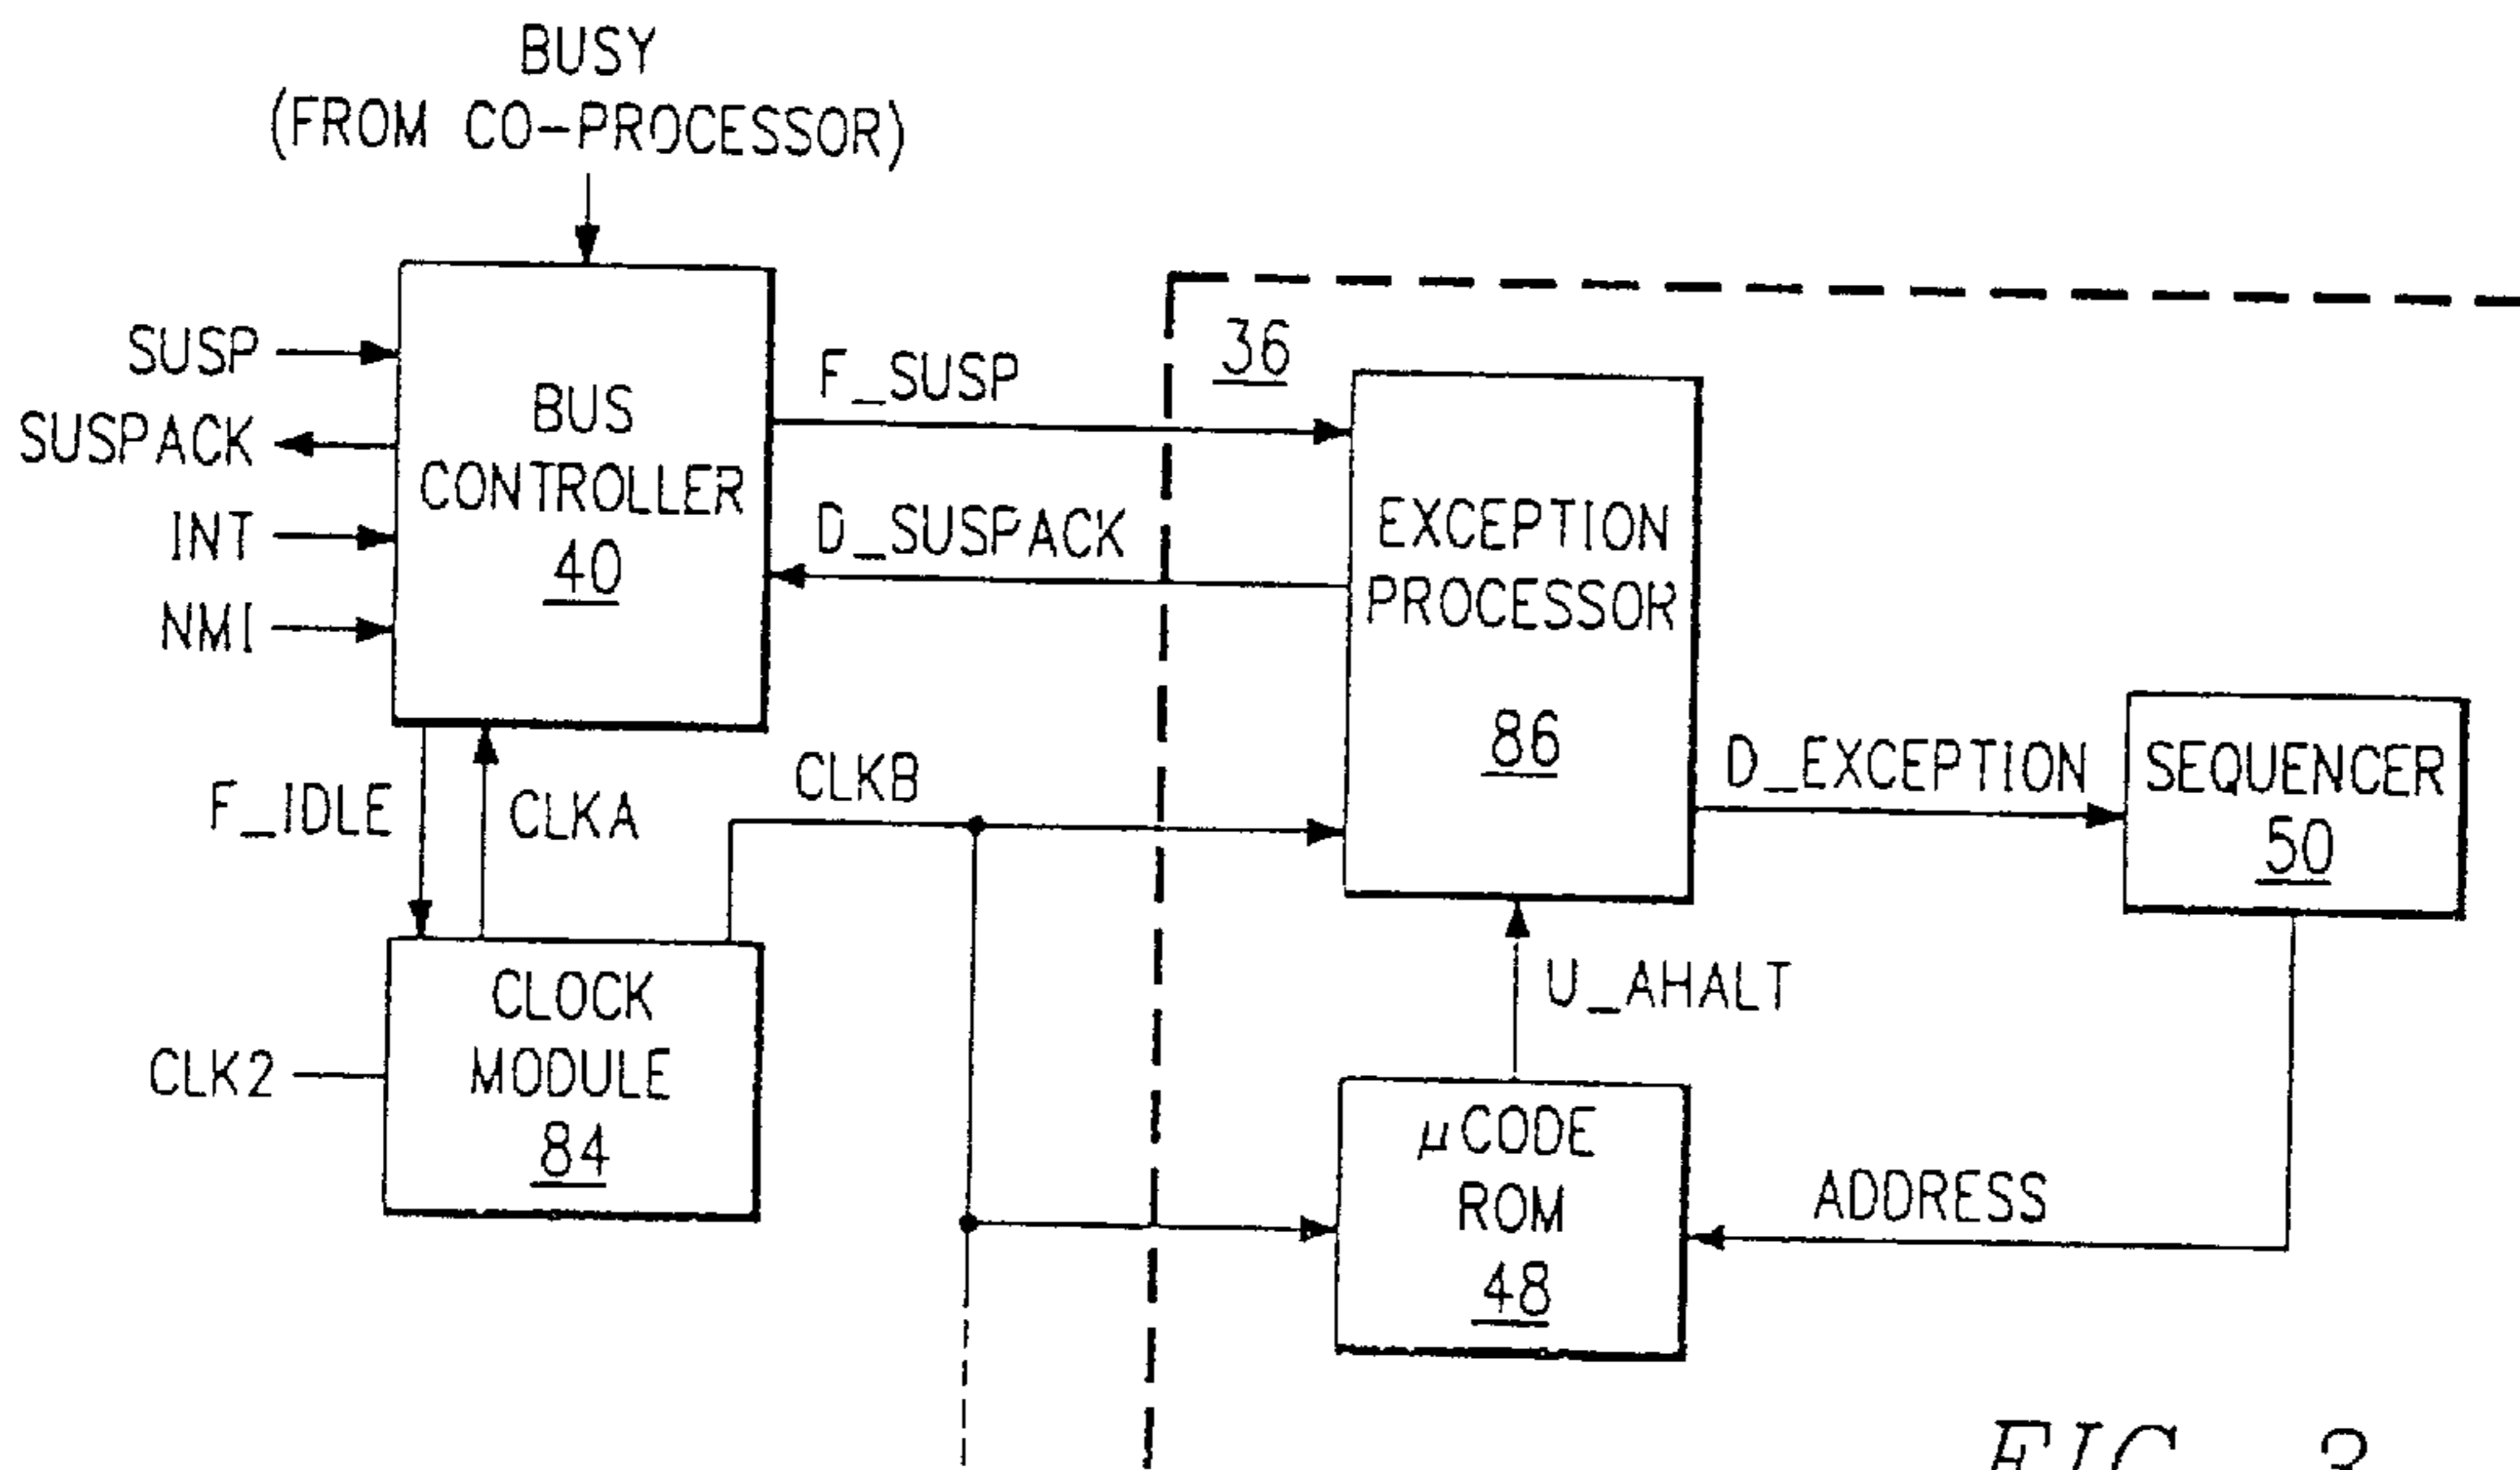 BUSY
(FROM CO-PROCESSOR)
SUSP
SUSPACK
INT
NMI
BUS
CONTROLLER
40
F_SUSP
D_SUSPACK
36
EXCEPTION
PROCESSOR
86
D_EXCEPTION
SEQUENCER
50
F_IDLE
CLKA
CLKB
CLK2
CLOCK
MODULE
84
U_AHALT
μCODE
ROM
48
ADDRESS
FIG.